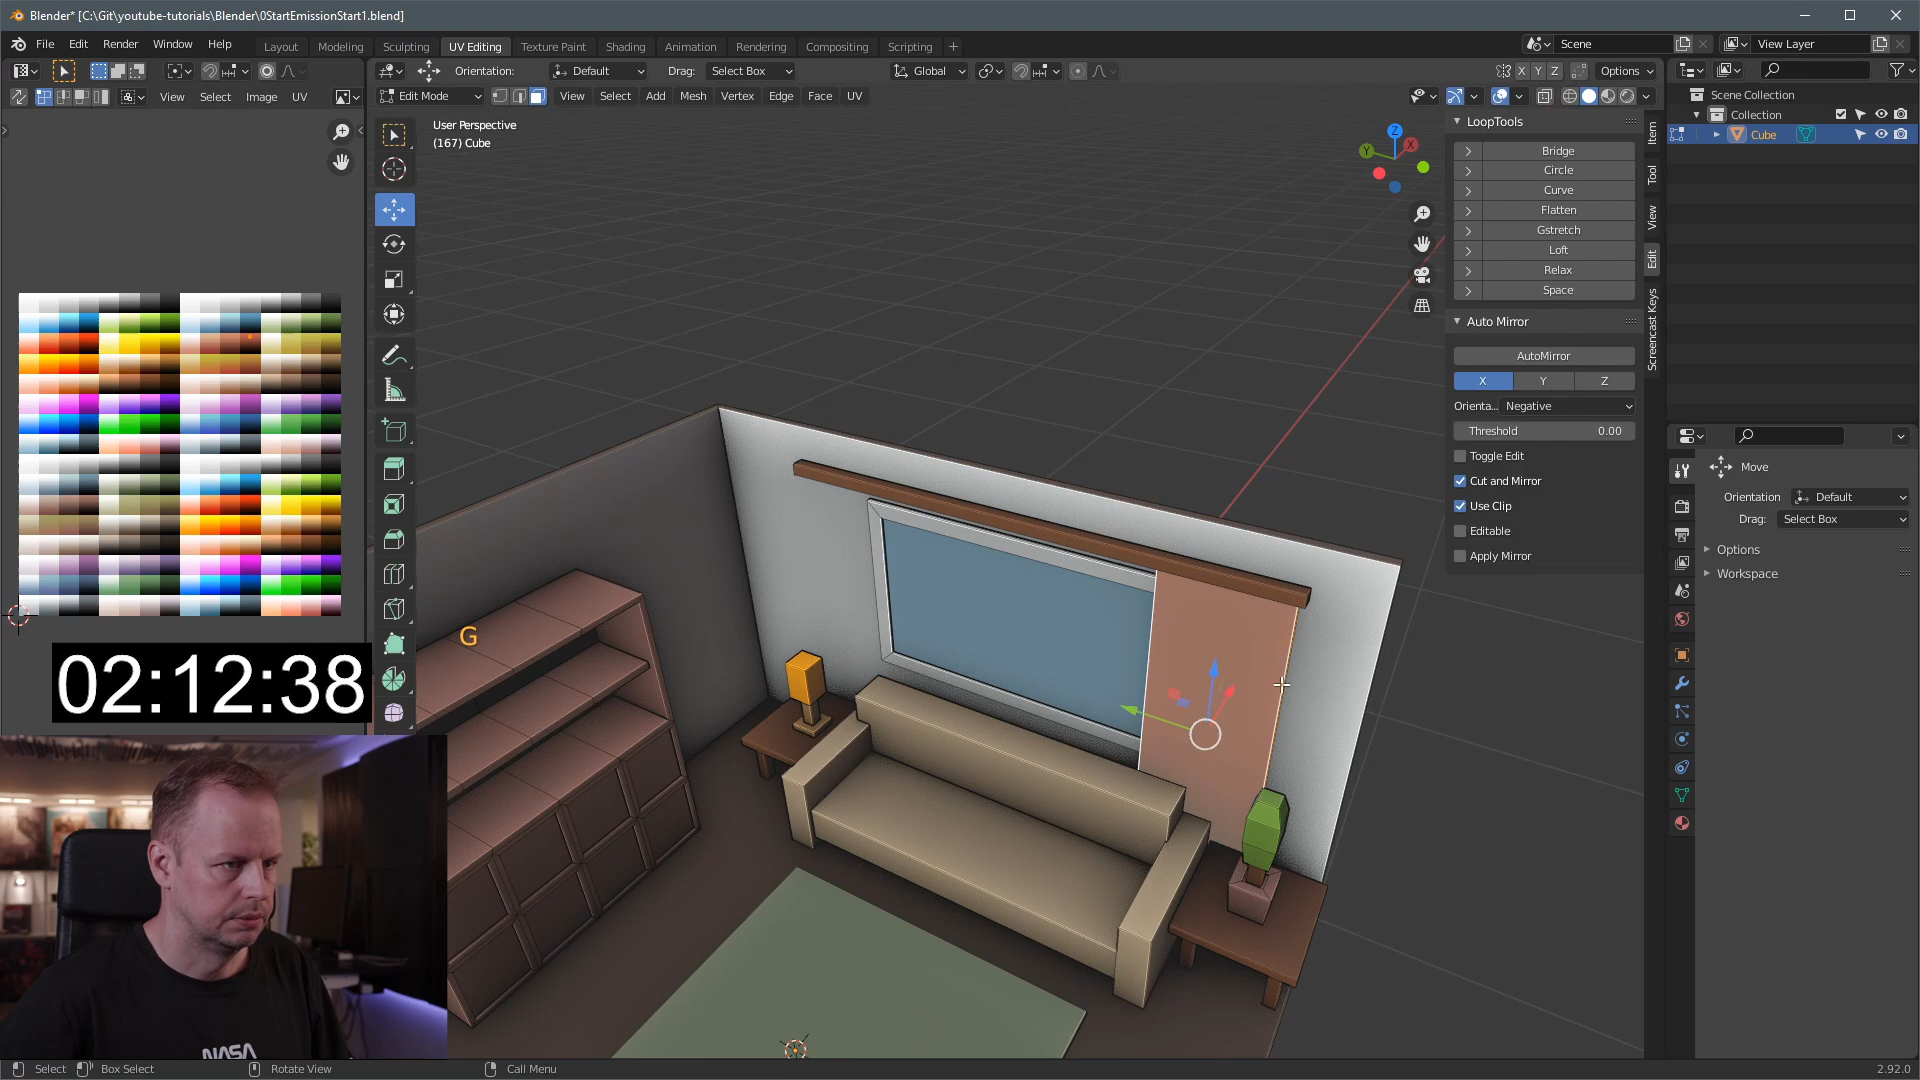 Blender* [C:\Git\youtube-tutorials\Blender\0StartEmissionStart1.blend]
File Edit Render Window Help Layout Modeling Sculpting UV Editing Texture Paint Shading Animation Rendering Compositing Scripting + Scene View Layer
Orientation: Default Drag: Select Box Global X Y Z Options
View Select Image UV Edit Mode View Select Add Mesh Vertex Edge Face UV
Scene Collection
Collection
Cube
User Perspective
(167) Cube
Z
X
Y
LoopTools
Bridge
Circle
Curve
Flatten
Gstretch
Loft
Relax
Space
Auto Mirror
AutoMirror
X Y Z
Orienta... Negative
Threshold 0.00
Toggle Edit
Cut and Mirror
Use Clip
Editable
Apply Mirror
Item
Tool
View
Edit
Screencast Keys
Move
Orientation Default
Drag: Select Box
Options
Workspace
G
02:12:38
NASA
Select Box Select Rotate View Call Menu 2.92.0